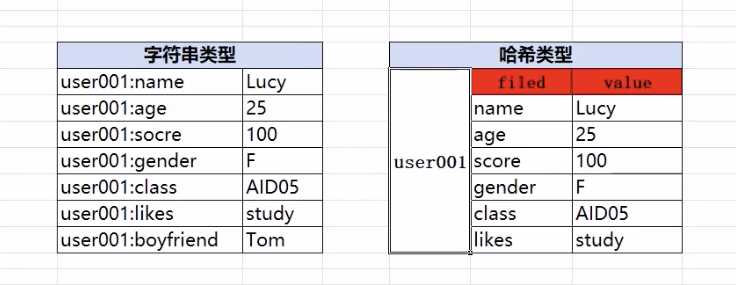 字符串类型
user001:name Lucy
user001:age 25
user001:socre 100
user001:gender F
user001:class AID05
user001:likes study
user001:boyfriend Tom
哈希类型
user001
filed value
name Lucy
age 25
score 100
gender F
class AID05
likes study